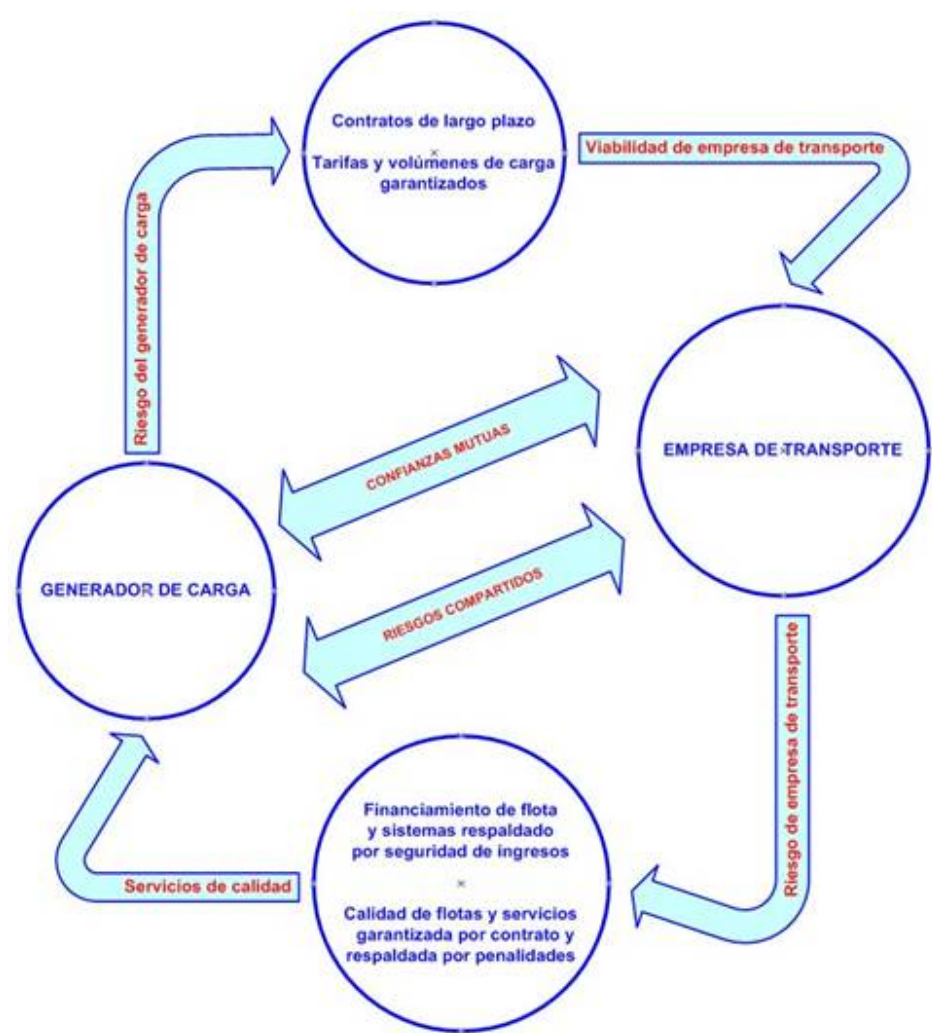 Contratos de largo plazo
Tarifas y volúmenes de carga
garantizados
Viabilidad de empresa de transporte
Riesgo del generador de carga
EMPRESA DE TRANSPORTE
CONFIANZAS MUTUAS
RIESGOS COMPARTIDOS
GENERADOR DE CARGA
Riesgo de empresa de transporte
Financiamiento de flota
y sistemas respaldado
por seguridad de ingresos
Calidad de flotas y servicios
garantizada por contrato y
respaldada por penalidades
Servicios de calidad